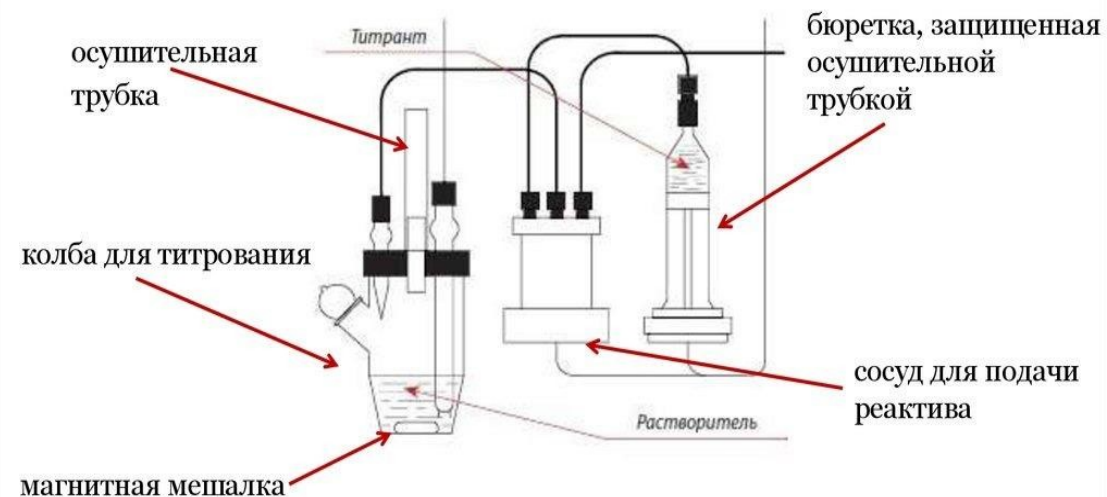 осушительная
трубка
Титрант
бюретка, защищенная
осушительной
трубкой
колба для титрования
сосуд для подачи
реактива
Растворитель
магнитная мешалка